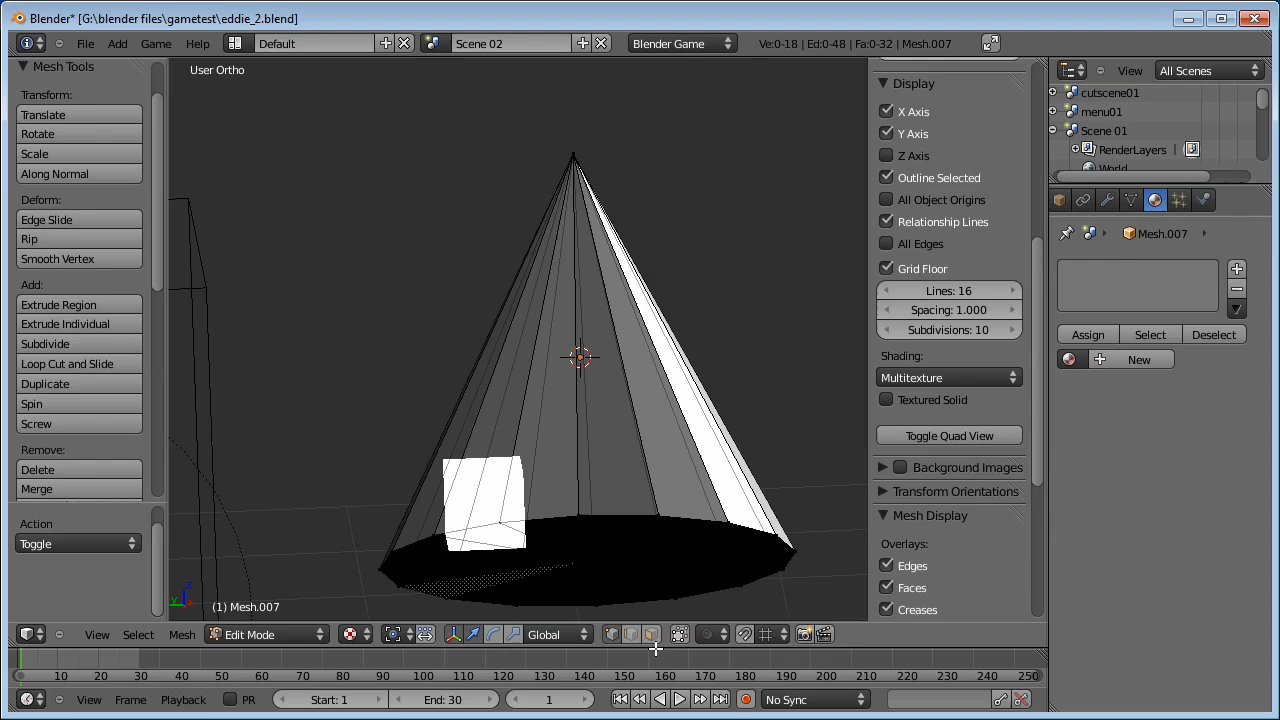 Blender* [G:\blender files\gametest\eddie_2.blend]
File Add Game Help Default Scene 02 Blender Game Ve:0-18 | Ed:0-48 | Fa:0-32 | Mesh.007
Mesh Tools
Transform:
Translate
Rotate
Scale
Along Normal
Deform:
Edge Slide
Rip
Smooth Vertex
Add:
Extrude Region
Extrude Individual
Subdivide
Loop Cut and Slide
Duplicate
Spin
Screw
Remove:
Delete
Merge
Action
Toggle
User Ortho
z
y
x
(1) Mesh.007
Display
X Axis
Y Axis
Z Axis
Outline Selected
All Object Origins
Relationship Lines
All Edges
Grid Floor
Lines: 16
Spacing: 1.000
Subdivisions: 10
Shading:
Multitexture
Textured Solid
Toggle Quad View
Background Images
Transform Orientations
Mesh Display
Overlays:
Edges
Faces
Creases
View All Scenes
cutscene01
menu01
Scene 01
RenderLayers |
World
Mesh.007
Assign Select Deselect
New
View Select Mesh Edit Mode Global
10 20 30 40 50 60 70 80 90 100 110 120 130 140 150 160 170 180 190 200 210 220 230 240 250
View Frame Playback PR Start: 1 End: 30 1 No Sync